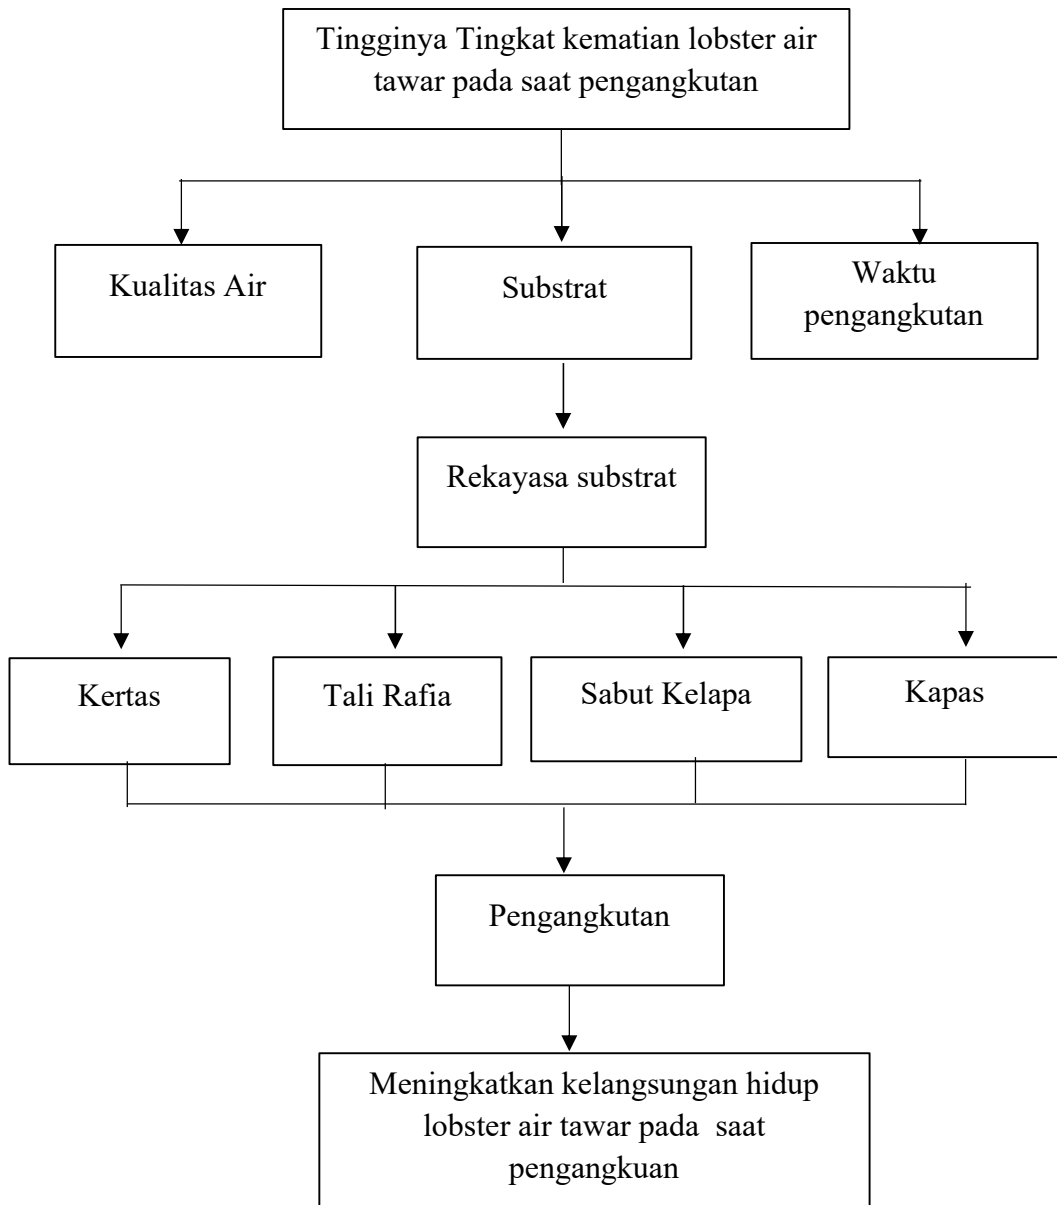 Tingginya Tingkat kematian lobster air
tawar pada saat pengangkutan
Kualitas Air
Substrat
Waktu
pengangkutan
Rekayasa substrat
Kertas
Tali Rafia
Sabut Kelapa
Kapas
Pengangkutan
Meningkatkan kelangsungan hidup
lobster air tawar pada  saat
pengangkuan